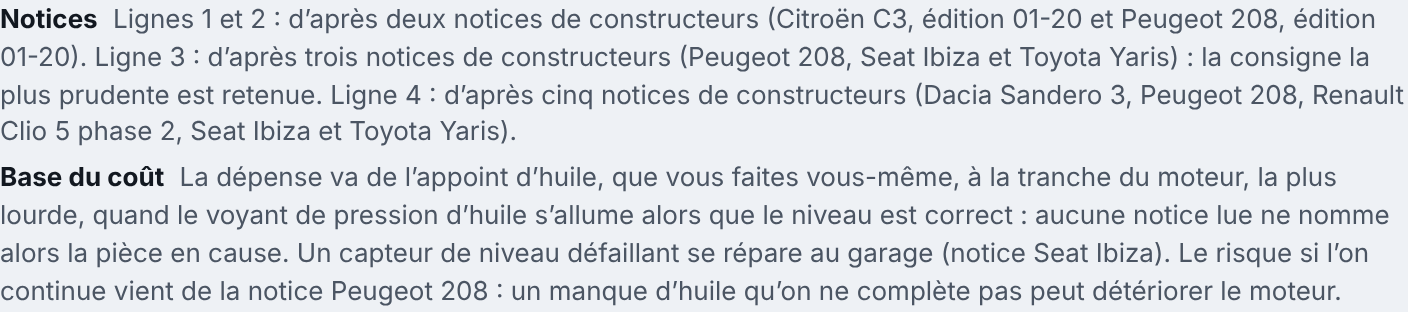 Notices Lignes 1 et 2 : d’après deux notices de constructeurs (Citroën C3, édition 01-20 et Peugeot 208, édition
01-20). Ligne 3 : d’après trois notices de constructeurs (Peugeot 208, Seat Ibiza et Toyota Yaris) : la consigne la
plus prudente est retenue. Ligne 4 : d’après cinq notices de constructeurs (Dacia Sandero 3, Peugeot 208, Renault
Clio 5 phase 2, Seat Ibiza et Toyota Yaris).
Base du coût La dépense va de l’appoint d’huile, que vous faites vous-même, à la tranche du moteur, la plus
lourde, quand le voyant de pression d’huile s’allume alors que le niveau est correct : aucune notice lue ne nomme
alors la pièce en cause. Un capteur de niveau défaillant se répare au garage (notice Seat Ibiza). Le risque si l’on
continue vient de la notice Peugeot 208 : un manque d’huile qu’on ne complète pas peut détériorer le moteur.